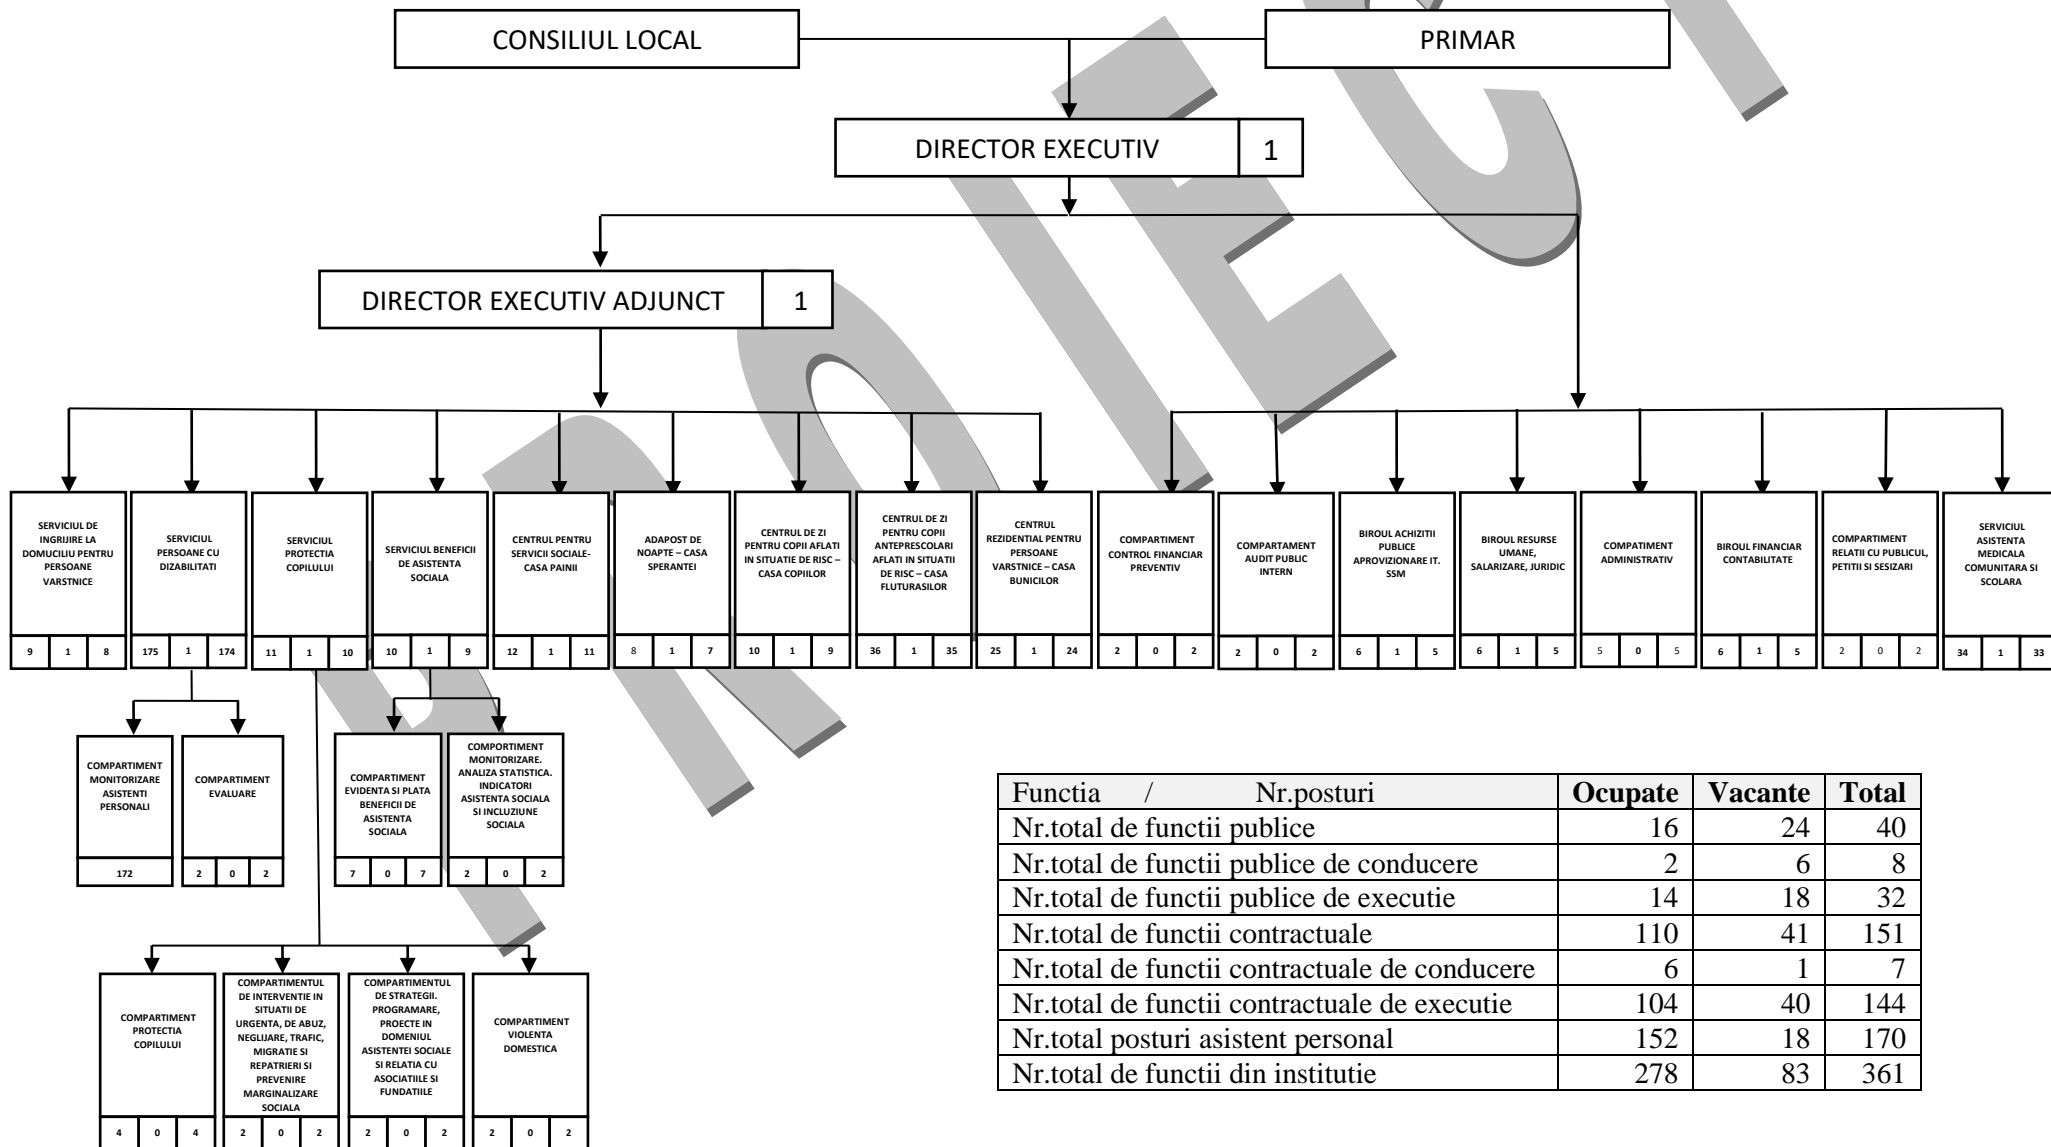 CONSILIUL LOCAL
PRIMAR
DIRECTOR EXECUTIV 1
DIRECTOR EXECUTIV ADJUNCT 1
SERVICIUL DE
INGRIJIRE LA
DOMUCILIU PENTRU
PERSOANE
VARSTNICE
9 1 8
SERVICIUL
PERSOANE CU
DIZABILITATI
175 1 174
SERVICIUL
PROTECTIA
COPILULUI
11 1 10
SERVICIUL BENEFICII
DE ASISTENTA
SOCIALA
10 1 9
CENTRUL PENTRU
SERVICII SOCIALE-
CASA PAINII
12 1 11
ADAPOST DE
NOAPTE – CASA
SPERANTEI
8 1 7
CENTRUL DE ZI
PENTRU COPII AFLATI
IN SITUATIE DE RISC –
CASA COPIILOR
10 1 9
CENTRUL DE ZI
PENTRU COPII
ANTEPRESCOLARI
AFLATI IN SITUATII
DE RISC – CASA
FLUTURASILOR
36 1 35
CENTRUL
REZIDENTIAL PENTRU
PERSOANE
VARSTNICE – CASA
BUNICILOR
25 1 24
COMPARTIMENT
CONTROL FINANCIAR
PREVENTIV
2 0 2
COMPARTAMENT
AUDIT PUBLIC
INTERN
2 0 2
BIROUL ACHIZITII
PUBLICE
APROVIZIONARE IT.
SSM
6 1 5
BIROUL RESURSE
UMANE,
SALARIZARE, JURIDIC
6 1 5
COMPATIMENT
ADMINISTRATIV
5 0 5
BIROUL FINANCIAR
CONTABILITATE
6 1 5
COMPARTIMENT
RELATII CU PUBLICUL,
PETITII SI SESIZARI
2 0 2
SERVICIUL
ASISTENTA
MEDICALA
COMUNITARA SI
SCOLARA
34 1 33
COMPARTIMENT
MONITORIZARE
ASISTENTI
PERSONALI
172
COMPARTIMENT
EVALUARE
2 0 2
COMPARTIMENT
EVIDENTA SI PLATA
BENEFICII DE
ASISTENTA
SOCIALA
7 0 7
COMPORTIMENT
MONITORIZARE.
ANALIZA STATISTICA.
INDICATORI
ASISTENTA SOCIALA
SI INCLUZIUNE
SOCIALA
2 0 2
COMPARTIMENT
PROTECTIA
COPILULUI
4 0 4
COMPARTIMENTUL
DE INTERVENTIE IN
SITUATII DE
URGENTA, DE ABUZ,
NEGLIJARE, TRAFIC,
MIGRATIE SI
REPATRIERI SI
PREVENIRE
MARGINALIZARE
SOCIALA
2 0 2
COMPARTIMENTUL
DE STRATEGII.
PROGRAMARE,
PROECTE IN
DOMENIUL
ASISTENTEI SOCIALE
SI RELATIA CU
ASOCIATIILE SI
FUNDATIILE
2 0 2
COMPARTIMENT
VIOLENTA
DOMESTICA
2 0 2
Functia / Nr.posturi Ocupate Vacante Total
Nr.total de functii publice 16 24 40
Nr.total de functii publice de conducere 2 6 8
Nr.total de functii publice de executie 14 18 32
Nr.total de functii contractuale 110 41 151
Nr.total de functii contractuale de conducere 6 1 7
Nr.total de functii contractuale de executie 104 40 144
Nr.total posturi asistent personal 152 18 170
Nr.total de functii din institutie 278 83 361